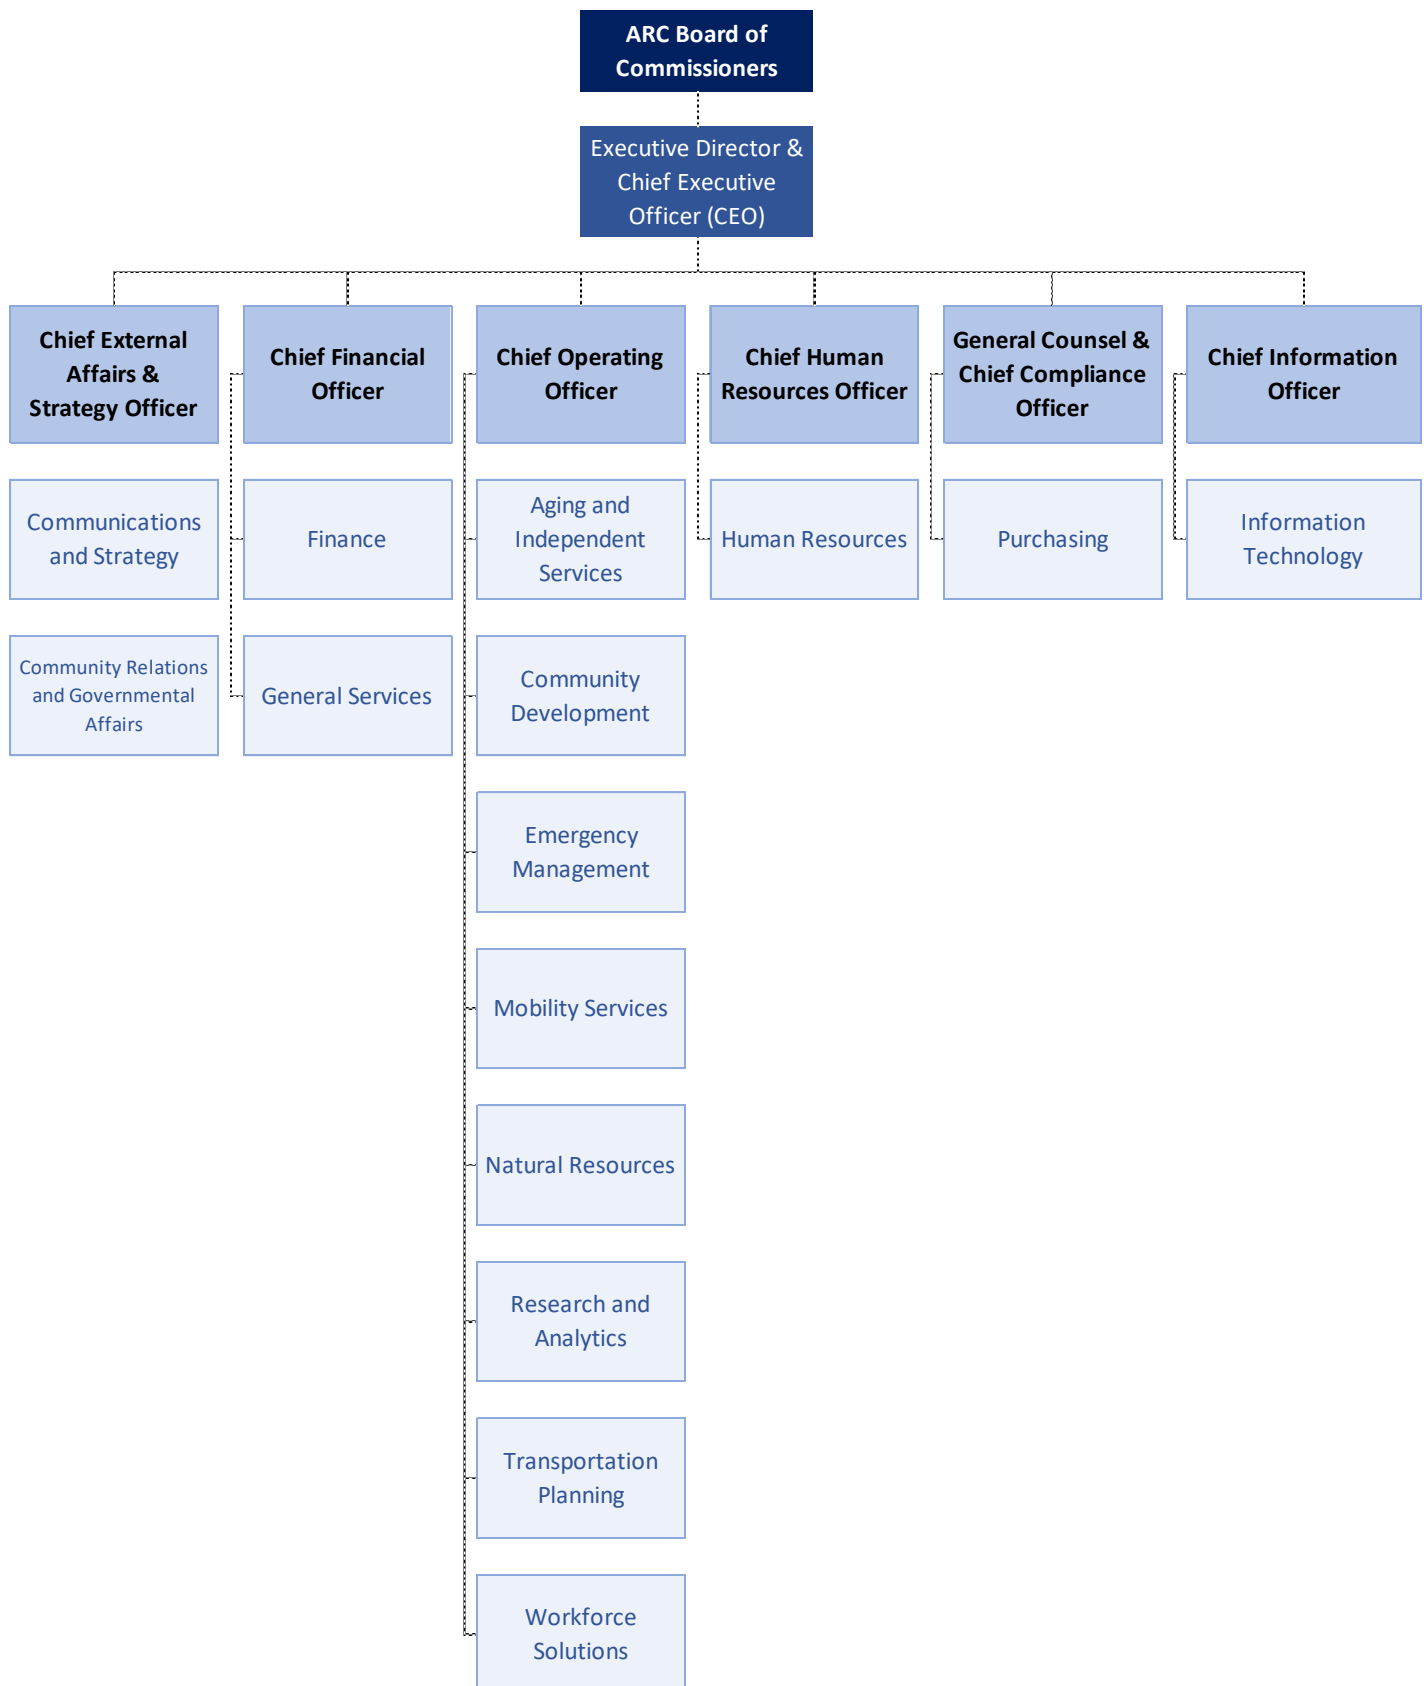 ARC Board of
Commissioners
Executive Director &
Chief Executive
Officer (CEO)
Chief External
Affairs &
Strategy Officer
Chief Financial
Officer
Chief Operating
Officer
Chief Human
Resources Officer
General Counsel &
Chief Compliance
Officer
Chief Information
Officer
Communications
and Strategy
Finance
Aging and
Independent
Services
Human Resources
Purchasing
Information
Technology
Community Relations
and Governmental
Affairs
General Services
Community
Development
Emergency
Management
Mobility Services
Natural Resources
Research and
Analytics
Transportation
Planning
Workforce
Solutions